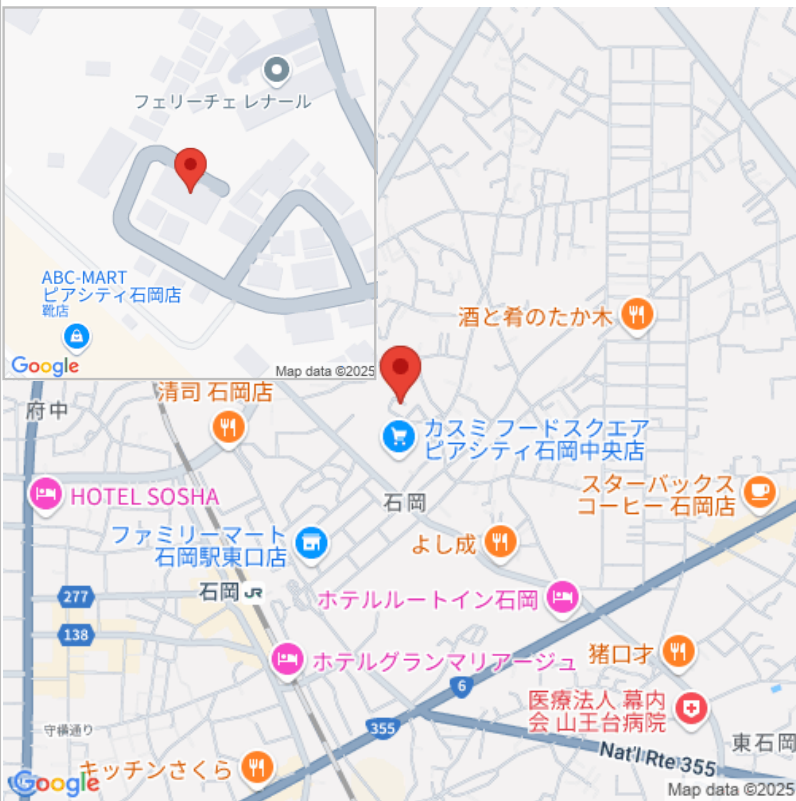 フェリーチェ レナール
ABC-MART
ピアシティ石岡店
靴店
Google
Map data ©2025
酒と肴のたか木
清司 石岡店
府中
カスミ フードスクエア
ピアシティ石岡中央店
HOTEL SOSHA
石岡
スターバックス
コーヒー 石岡店
ファミリーマート
石岡駅東口店
よし成
277
石岡 JR
ホテルルートイン石岡
138
猪口才
ホテルグランマリアージュ
6
医療法人 幕内
会 山王台病院
355
守横通り
東石岡
Nat'l Rte 355
キッチンさくら
Google
Map data ©2025